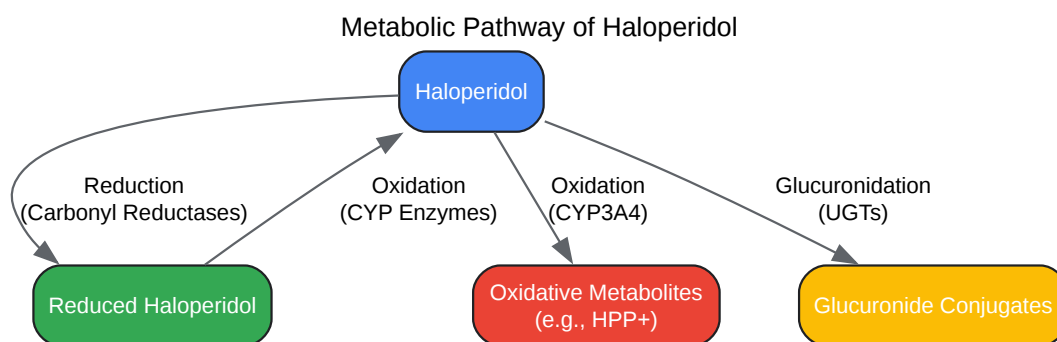 Metabolic Pathway of Haloperidol
Haloperidol
Reduction
(Carbonyl Reductases)
Oxidation
(CYP Enzymes)
Oxidation
(CYP3A4)
Glucuronidation
(UGTs)
Reduced Haloperidol
Oxidative Metabolites
(e.g., HPP+)
Glucuronide Conjugates